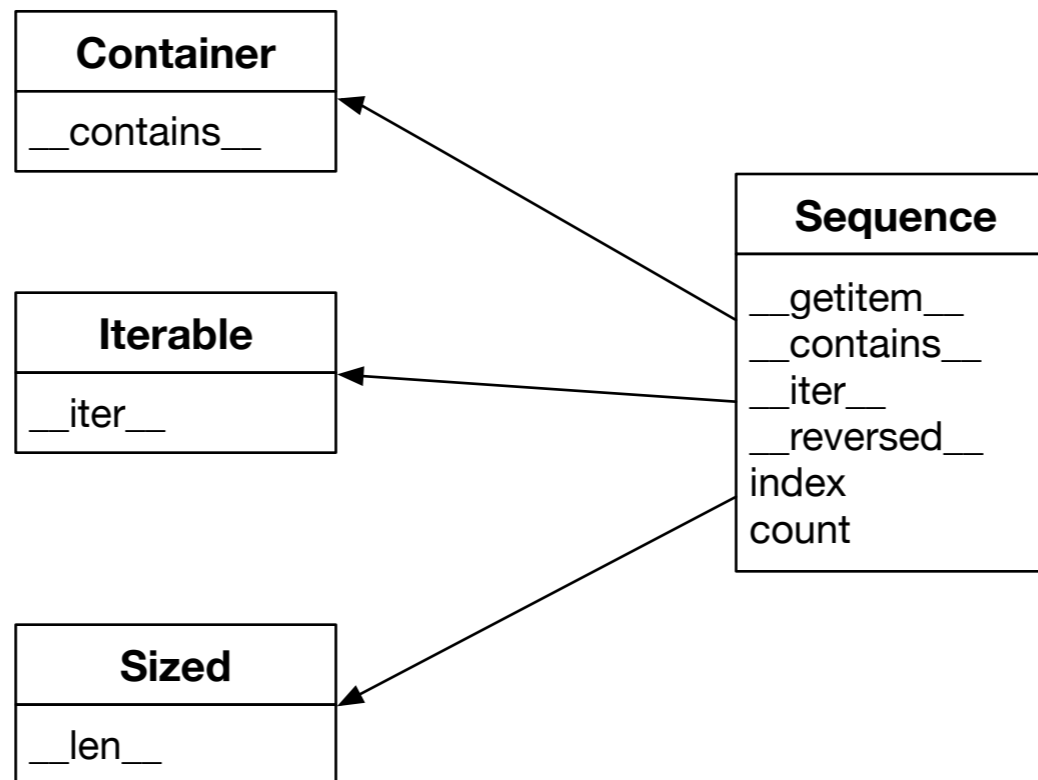 Container
__contains__
Iterable
__iter__
Sized
__len__
Sequence
__getitem__
__contains__
__iter__
__reversed__
index
count